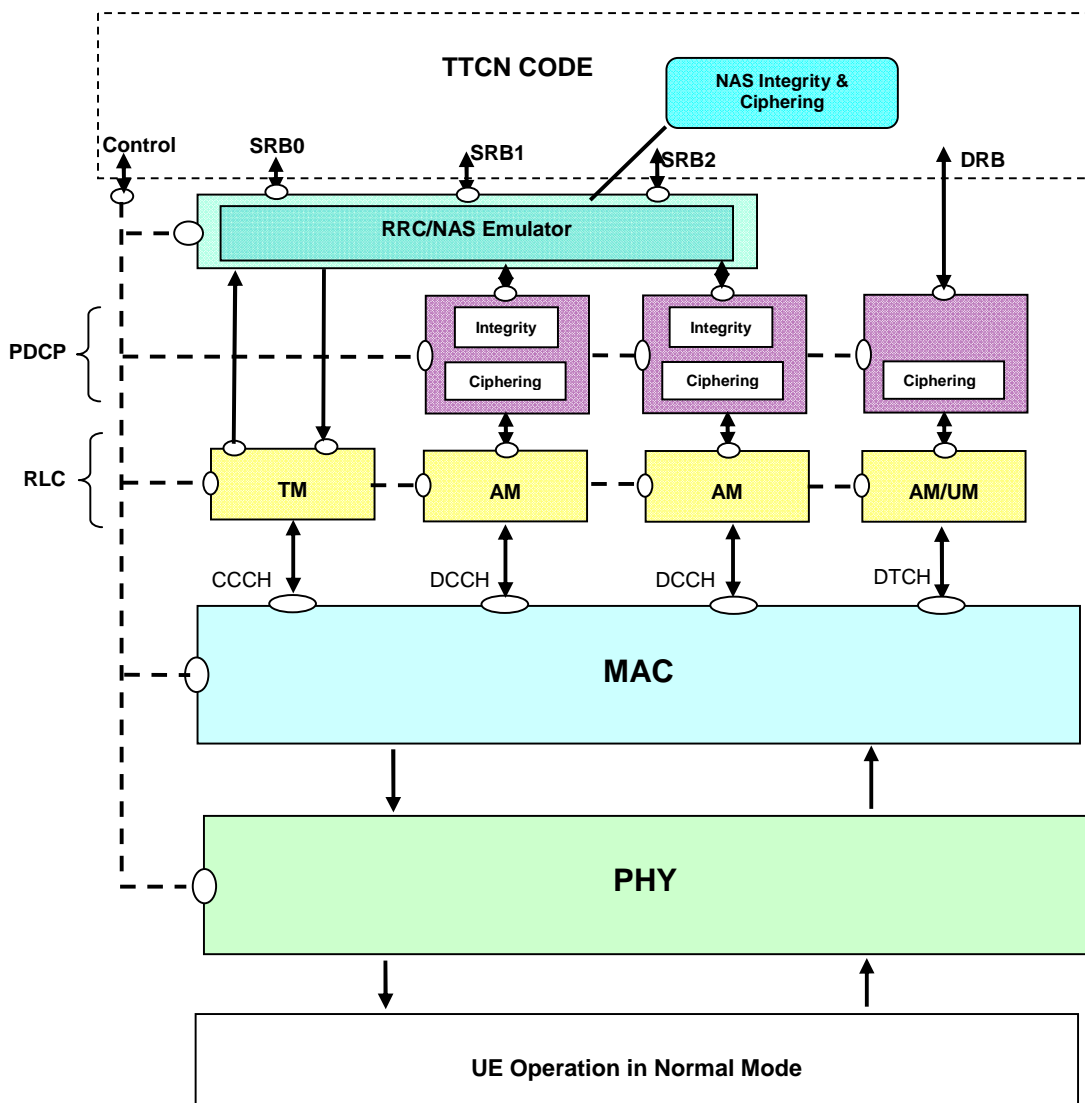 TTCN CODE
NAS Integrity &
Ciphering
Control
SRB0
SRB1
SRB2
DRB
RRC/NAS Emulator
PDCP
Integrity
Integrity
Ciphering
Ciphering
Ciphering
RLC
TM
AM
AM
AM/UM
CCCH
DCCH
DCCH
DTCH
MAC
PHY
UE Operation in Normal Mode